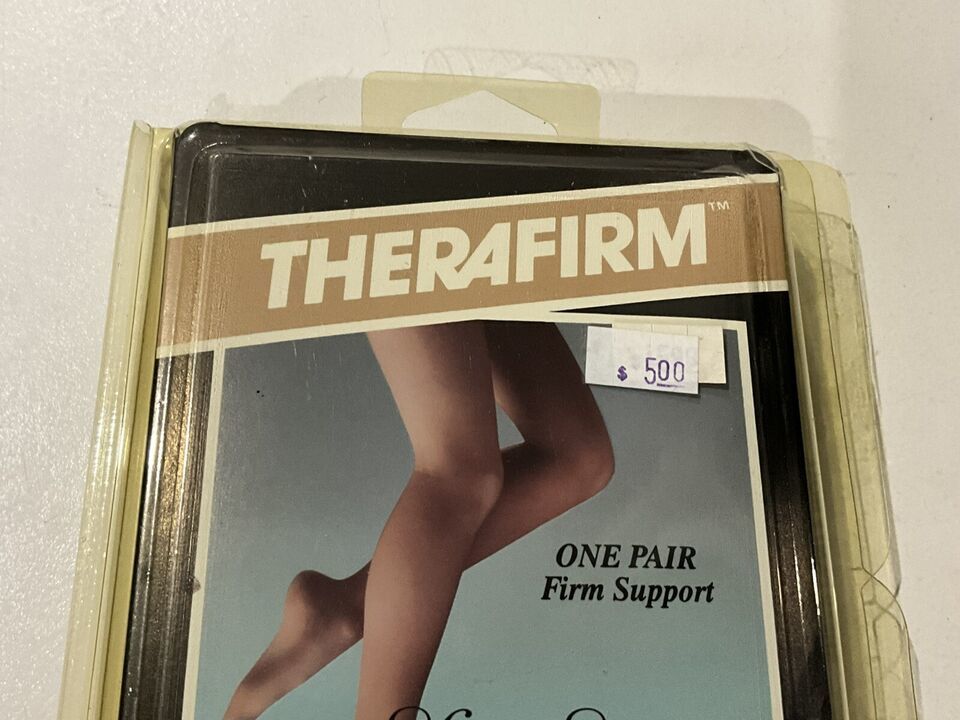 THERAFIRM™
$ 500
ONE PAIR
Firm Support